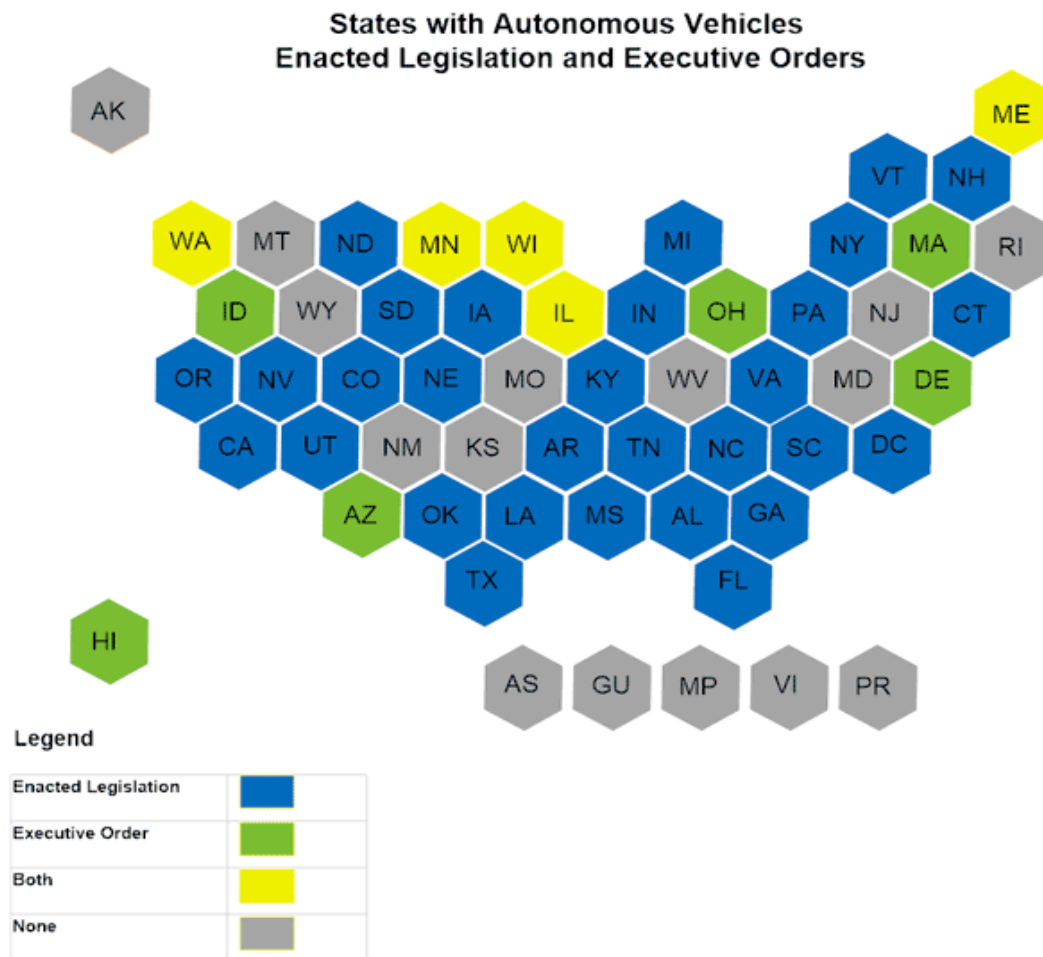 States with Autonomous Vehicles
Enacted Legislation and Executive Orders
AK
ME
VT NH
WA MT ND MN WI MI NY MA RI
ID WY SD IA IL IN OH PA NJ CT
OR NV CO NE MO KY WV VA MD DE
CA UT NM KS AR TN NC SC DC
AZ OK LA MS AL GA
TX FL
HI
AS GU MP VI PR
Legend
Enacted Legislation
Executive Order
Both
None